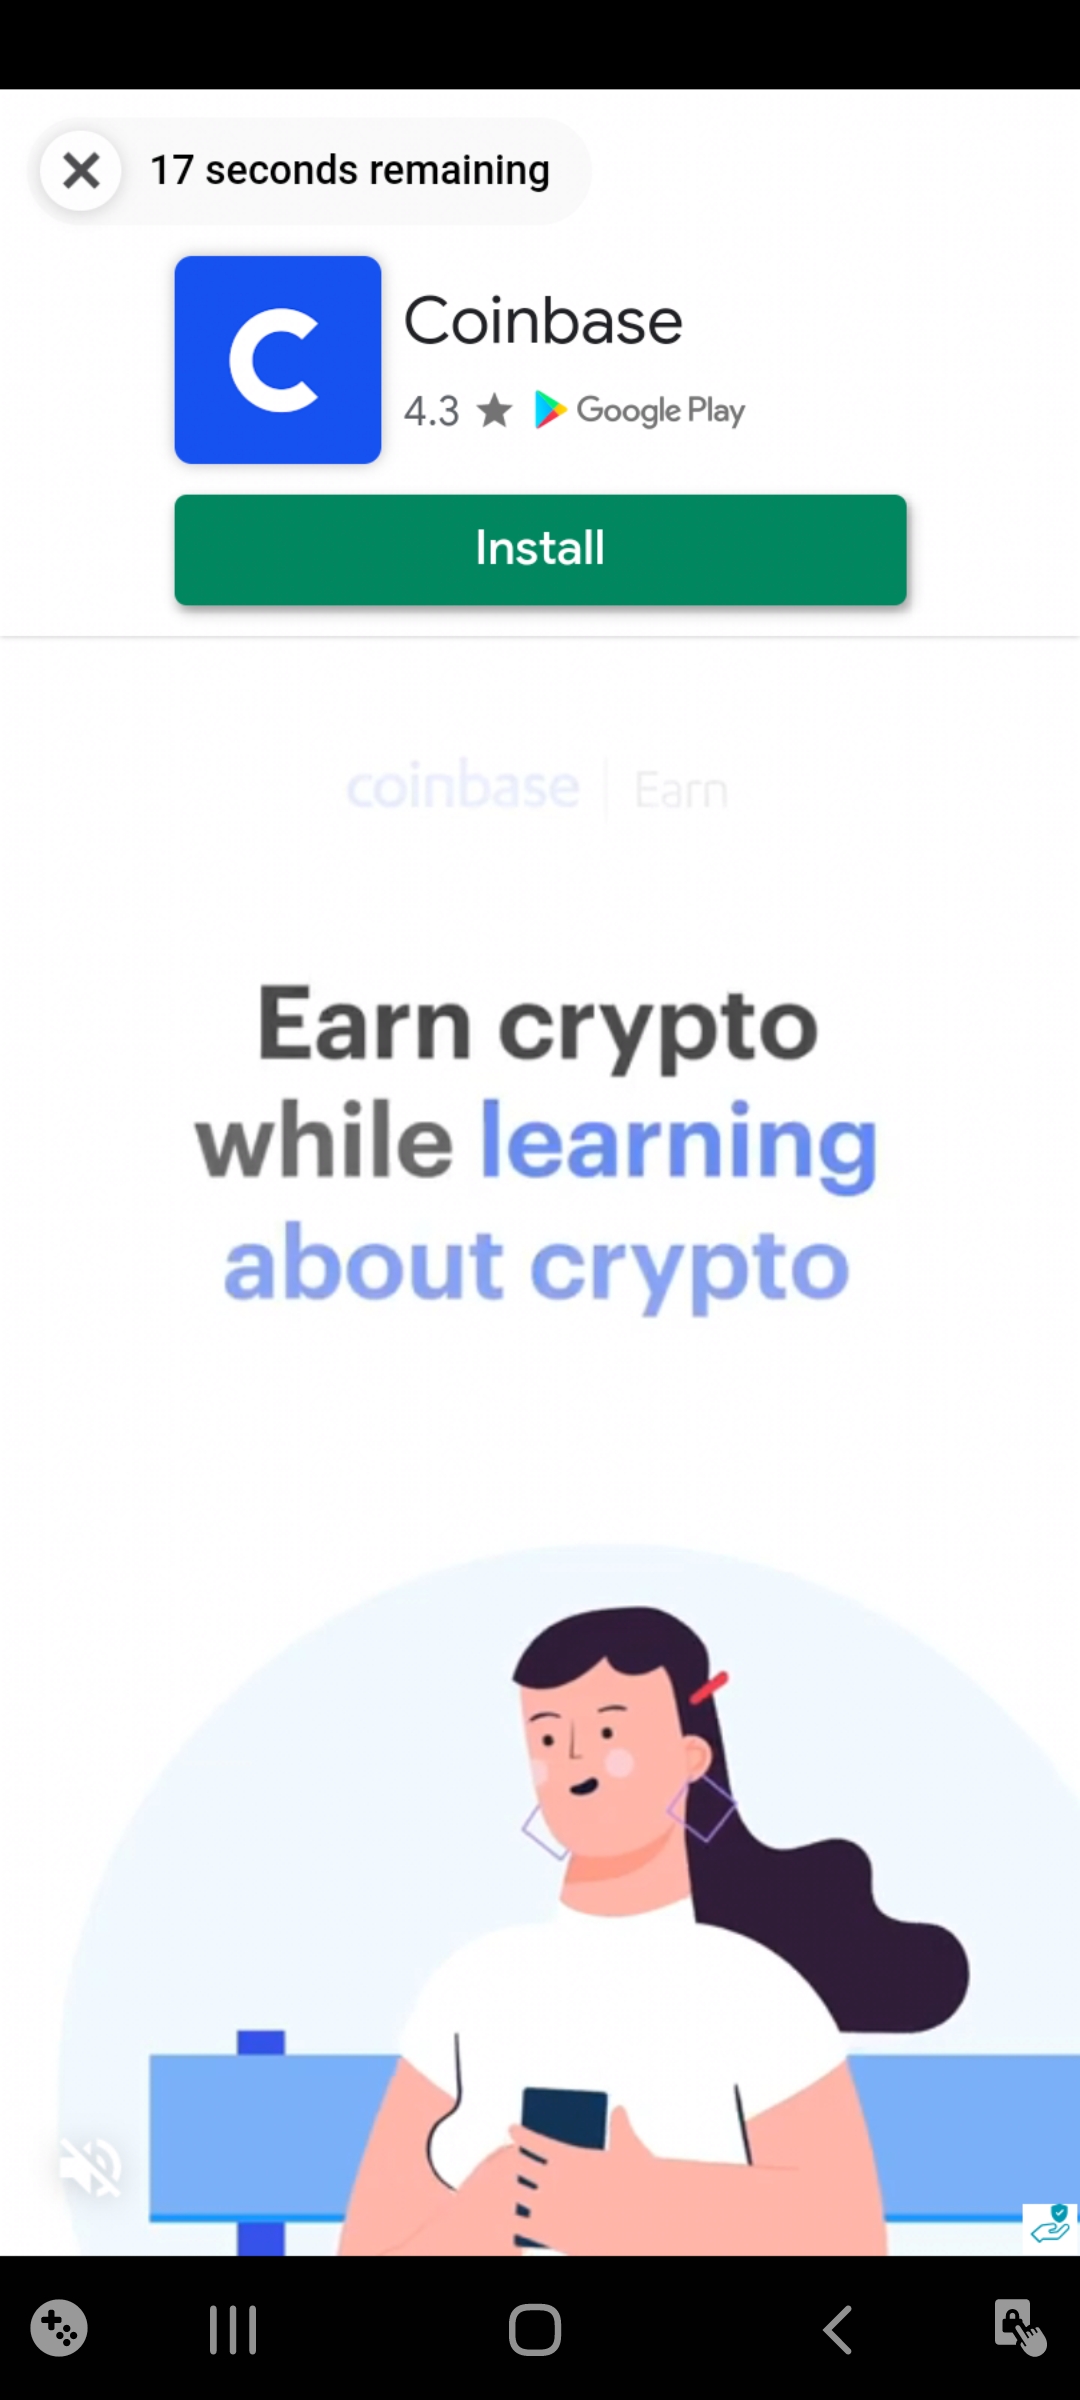 17 seconds remaining
Coinbase
4.3 ★ Google Play
Install
coinbase | Earn
Earn crypto
while learning
about crypto